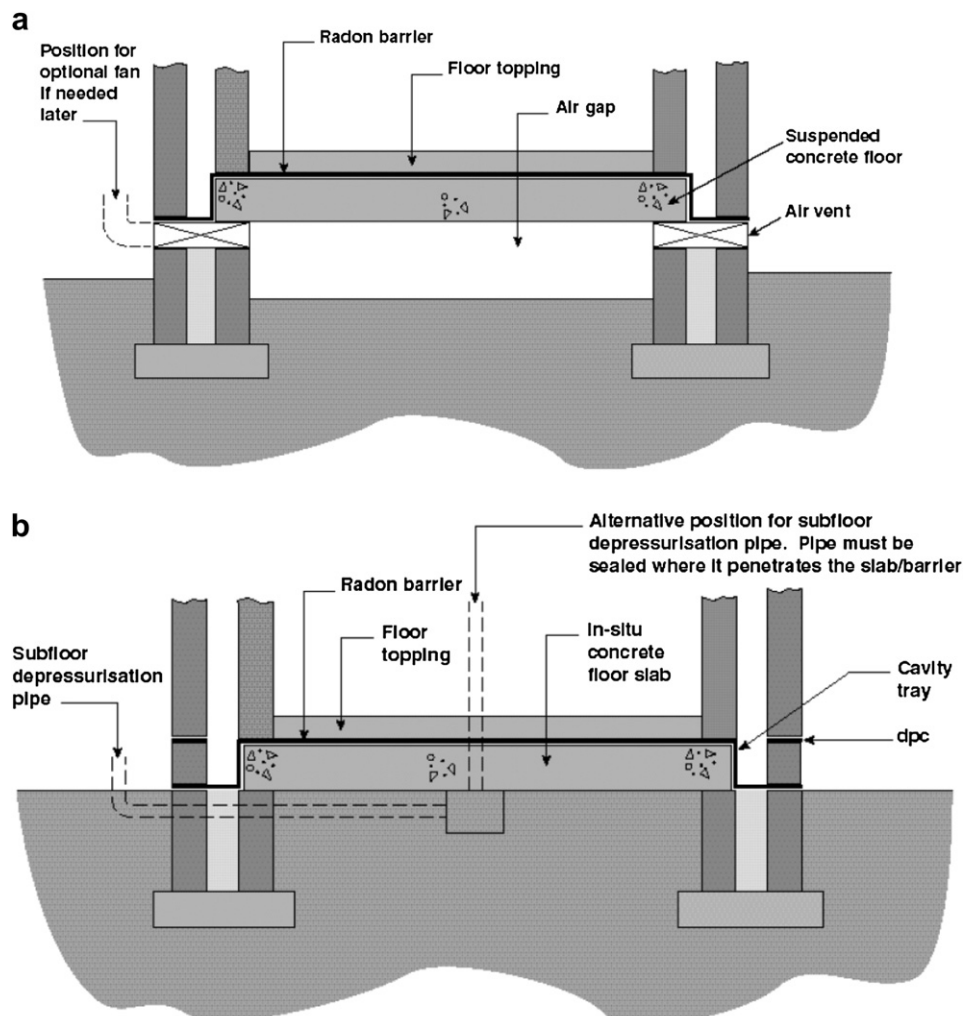 a
Radon barrier
Position for
optional fan
if needed
later
Floor topping
Air gap
Suspended
concrete floor
Air vent
b
Alternative position for subfloor
depressurisation pipe. Pipe must be
sealed where it penetrates the slab/barrier
Radon barrier
Floor
topping
In-situ
concrete
floor slab
Subfloor
depressurisation
pipe
Cavity
tray
dpc